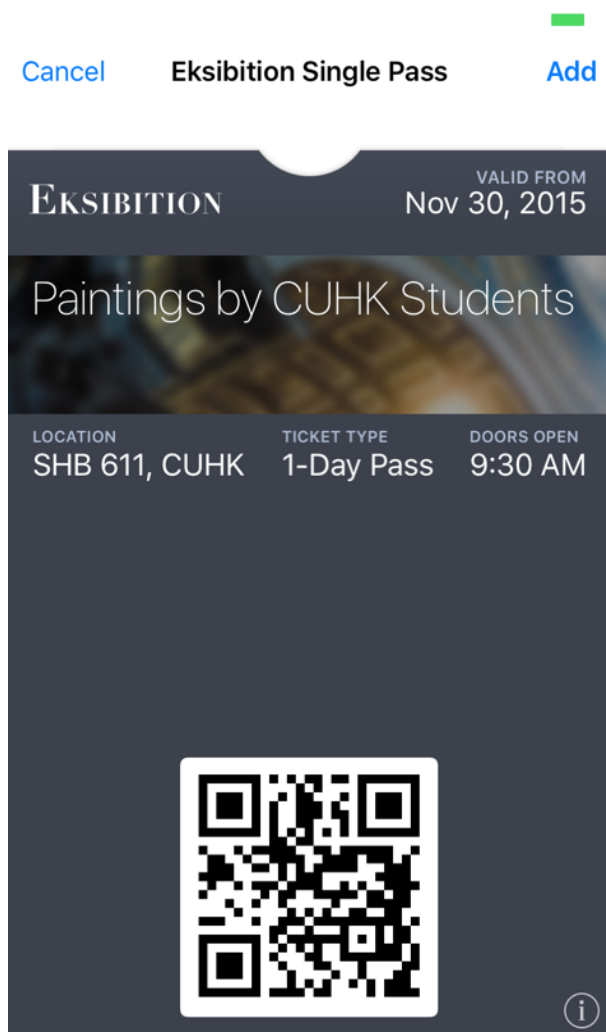 Cancel Eksibition Single Pass Add
EKSIBITION
VALID FROM
Nov 30, 2015
Paintings by CUHK Students
LOCATION TICKET TYPE DOORS OPEN
SHB 611, CUHK 1-Day Pass 9:30 AM
i